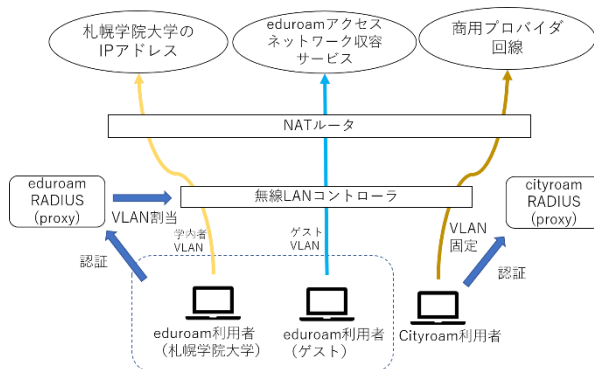 札幌学院大学の
IPアドレス
eduroamアクセス
ネットワーク収容
サービス
商用プロバイダ
回線
NATルータ
eduroam
RADIUS
(proxy)
VLAN割当
無線LANコントローラ
cityroam
RADIUS
(proxy)
学内者
VLAN
ゲスト
VLAN
VLAN
固定
認証
認証
eduroam利用者
（札幌学院大学）
eduroam利用者
（ゲスト）
Cityroam利用者